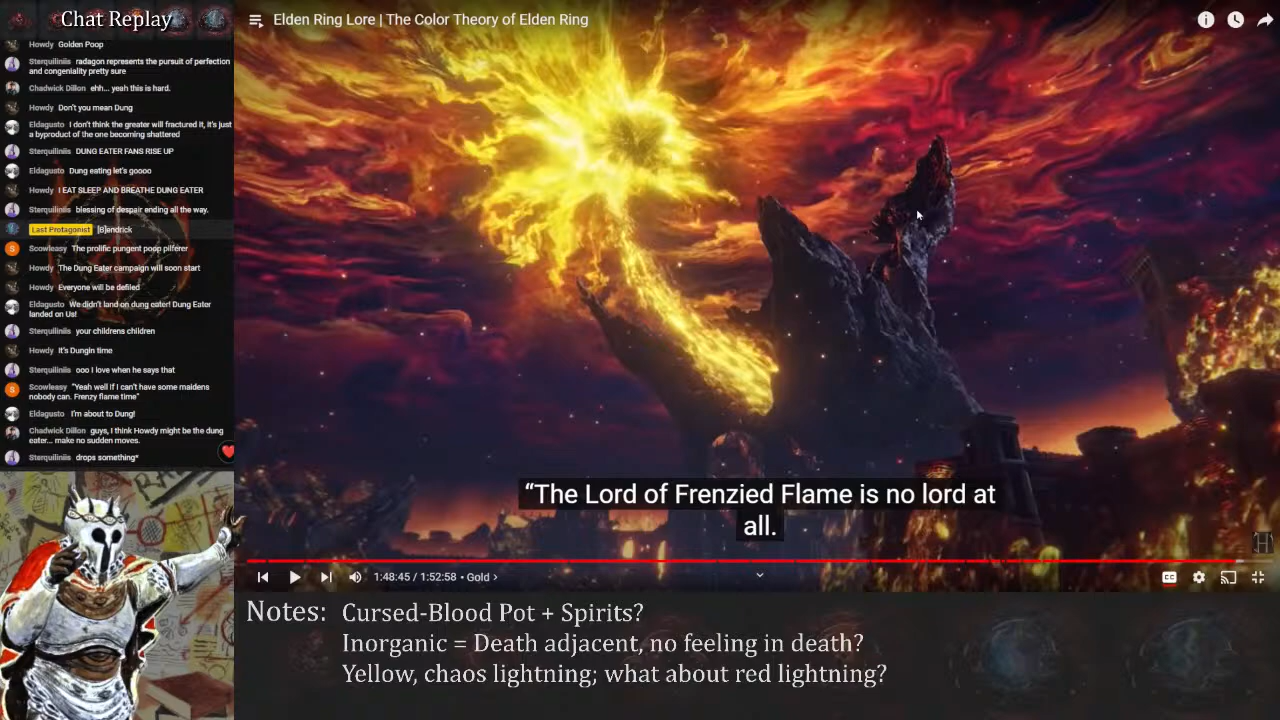 Chat Replay
Howdy Golden Poop
Sterquiliniis radagon represents the pursuit of perfection
and congeniality pretty sure
Chadwick Dillon ehh... yeah this is hard.
Howdy Don't you mean Dung
Eldagusto I don't think the greater will fractured it, it's just
a byproduct of the one becoming shattered
Sterquiliniis DUNG EATER FANS RISE UP
Eldagusto Dung eating let's goooo
Howdy I EAT SLEEP AND BREATHE DUNG EATER
Sterquiliniis blessing of despair ending all the way.
Last Protagonist [B]endrick
S Scowleasy The prolific pungent poop pilferer
Howdy The Dung Eater campaign will soon start
Howdy Everyone will be defiled
Eldagusto We didn't land on dung eater! Dung Eater
landed on Us!
Sterquiliniis your childrens children
Howdy It's Dungin time
Sterquiliniis ooo I love when he says that
S Scowleasy "Yeah well if I can't have some maidens
nobody can. Frenzy flame time"
Eldagusto I'm about to Dung!
Chadwick Dillon guys, I think Howdy might be the dung
eater... make no sudden moves.
Sterquiliniis drops something*
Elden Ring Lore | The Color Theory of Elden Ring
“The Lord of Frenzied Flame is no lord at
all.
1:48:45 / 1:52:58 • Gold >
CC
Notes: Cursed-Blood Pot + Spirits?
Inorganic = Death adjacent, no feeling in death?
Yellow, chaos lightning; what about red lightning?